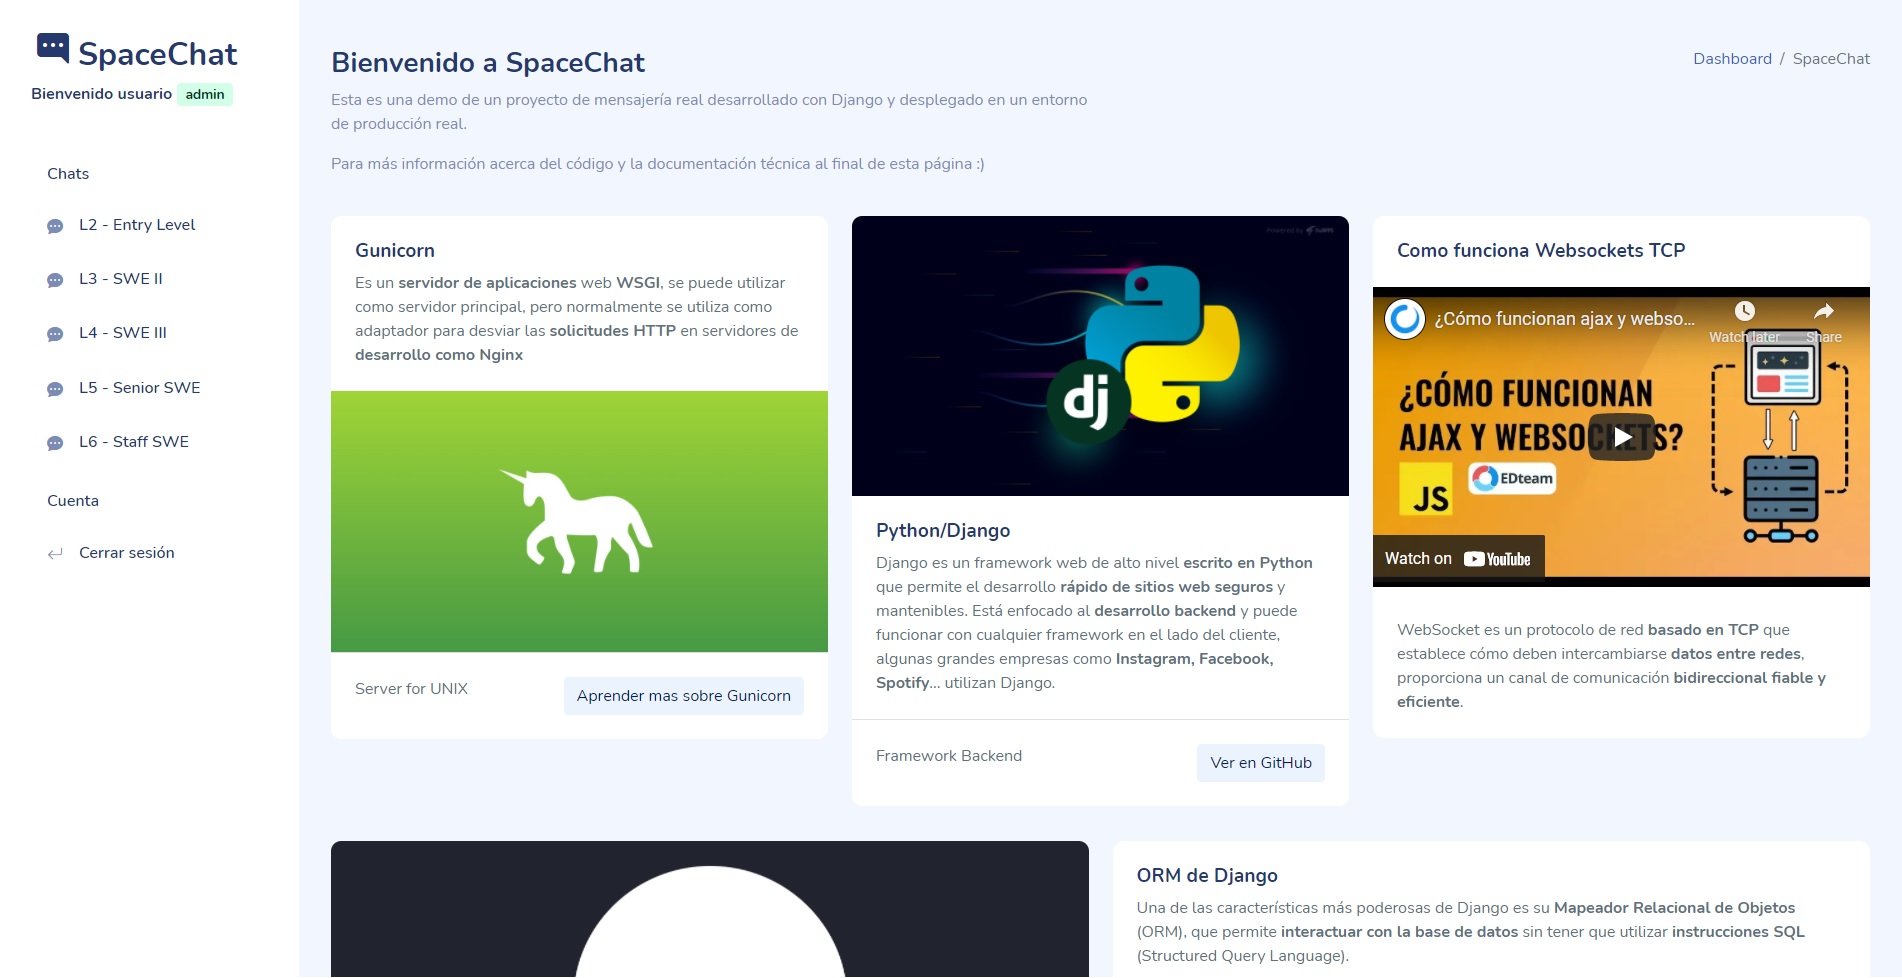 SpaceChat
Bienvenido usuario admin
Chats
L2 - Entry Level
L3 - SWE II
L4 - SWE III
L5 - Senior SWE
L6 - Staff SWE
Cuenta
Cerrar sesión
Bienvenido a SpaceChat
Dashboard / SpaceChat
Esta es una demo de un proyecto de mensajería real desarrollado con Django y desplegado en un entorno
de producción real.
Para más información acerca del código y la documentación técnica al final de esta página :)
Gunicorn
Es un servidor de aplicaciones web WSGI, se puede utilizar
como servidor principal, pero normalmente se utiliza como
adaptador para desviar las solicitudes HTTP en servidores de
desarrollo como Nginx
Server for UNIX
Aprender mas sobre Gunicorn
Powered by
dj
Python/Django
Django es un framework web de alto nivel escrito en Python
que permite el desarrollo rápido de sitios web seguros y
mantenibles. Está enfocado al desarrollo backend y puede
funcionar con cualquier framework en el lado del cliente,
algunas grandes empresas como Instagram, Facebook,
Spotify... utilizan Django.
Framework Backend
Ver en GitHub
Como funciona Websockets TCP
¿Cómo funcionan ajax y webso...
Watch later
Share
¿CÓMO FUNCIONAN
AJAX Y WEBSOCKETS?
JS
EDteam
Watch on YouTube
WebSocket es un protocolo de red basado en TCP que
establece cómo deben intercambiarse datos entre redes,
proporciona un canal de comunicación bidireccional fiable y
eficiente.
ORM de Django
Una de las características más poderosas de Django es su Mapeador Relacional de Objetos
(ORM), que permite interactuar con la base de datos sin tener que utilizar instrucciones SQL
(Structured Query Language).